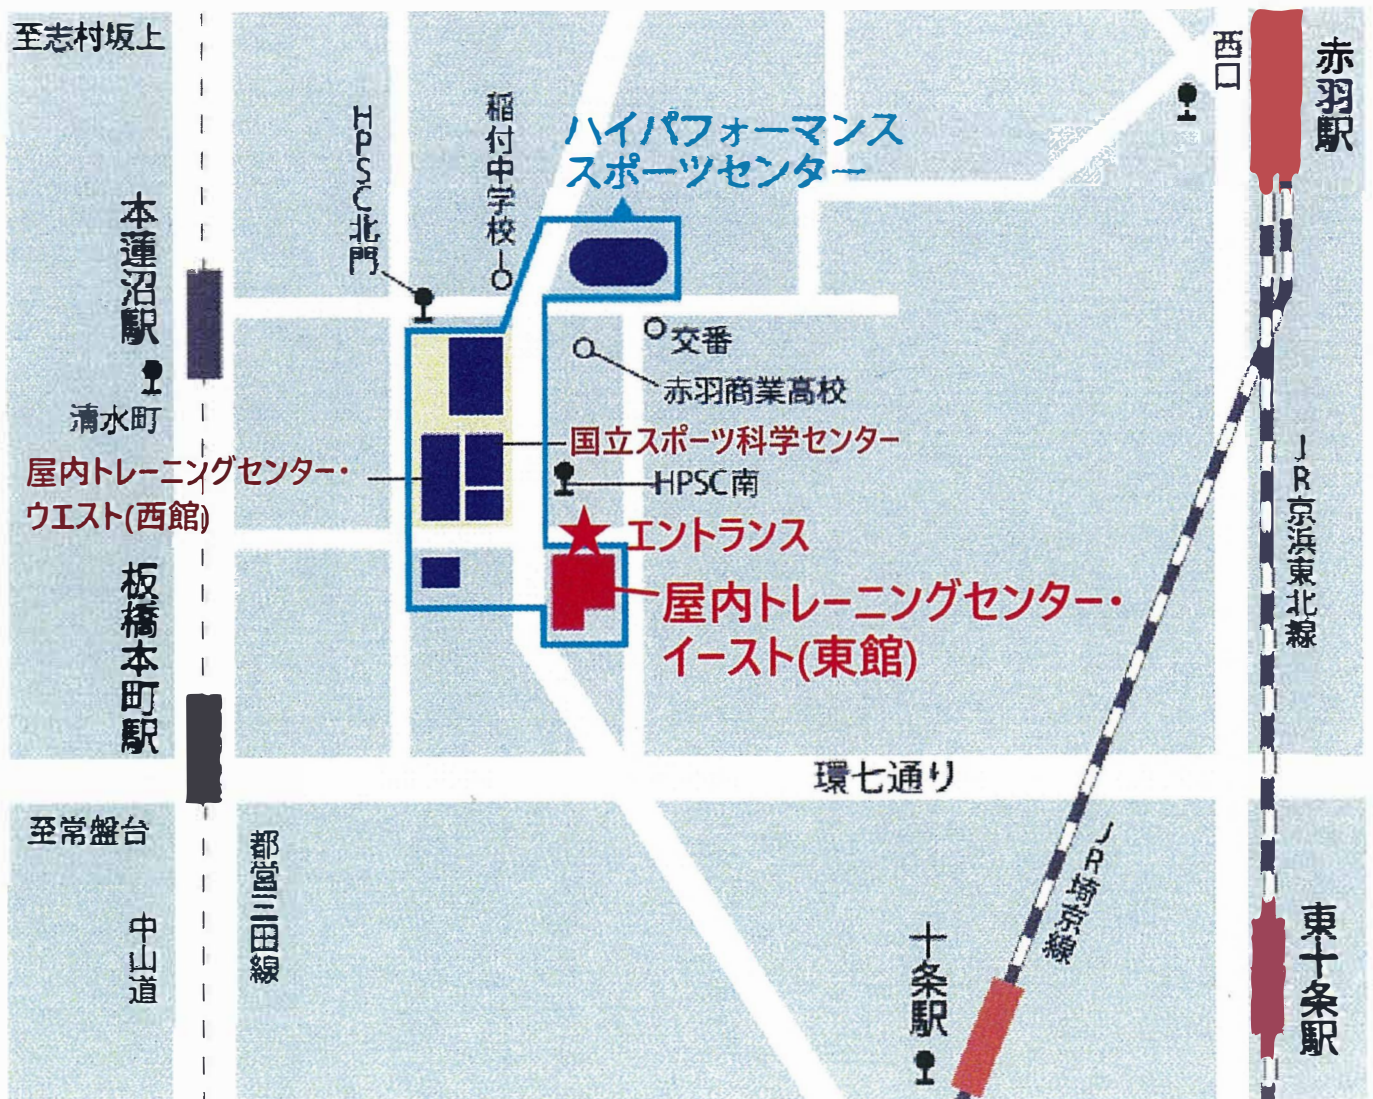 至志村坂上
西口
赤羽駅
HPSC北門
稲付中学校
ハイパフォーマンス
スポーツセンター
本蓮沼駅
清水町
交番
赤羽商業高校
国立スポーツ科学センター
屋内トレーニングセンター・
ウエスト(西館)
HPSC南
エントランス
屋内トレーニングセンター・
イースト(東館)
JR京浜東北線
板橋本町駅
環七通り
至常盤台
都営三田線
中山道
JR埼京線
十条駅
東十条駅